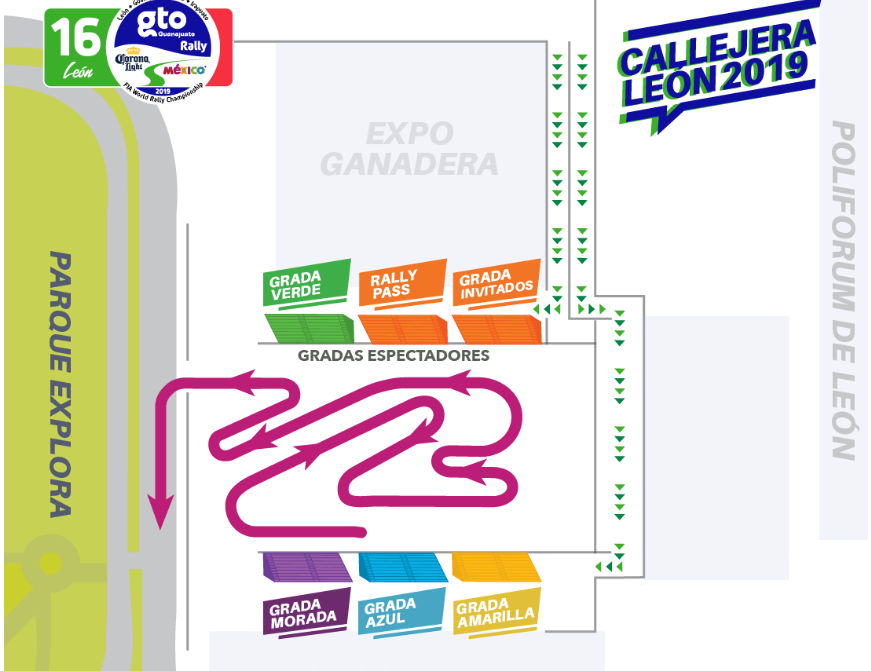 16
León
gto
Guanajuato
Rally
Corona
Light
MÉXICO
2019
FIA World Rally Championship
CALLEJERA
LEÓN 2019
EXPO
GANADERA
POLIFORUM DE LEÓN
PARQUE EXPLORA
GRADA
VERDE
RALLY
PASS
GRADA
INVITADOS
GRADAS ESPECTADORES
GRADA
MORADA
GRADA
AZUL
GRADA
AMARILLA